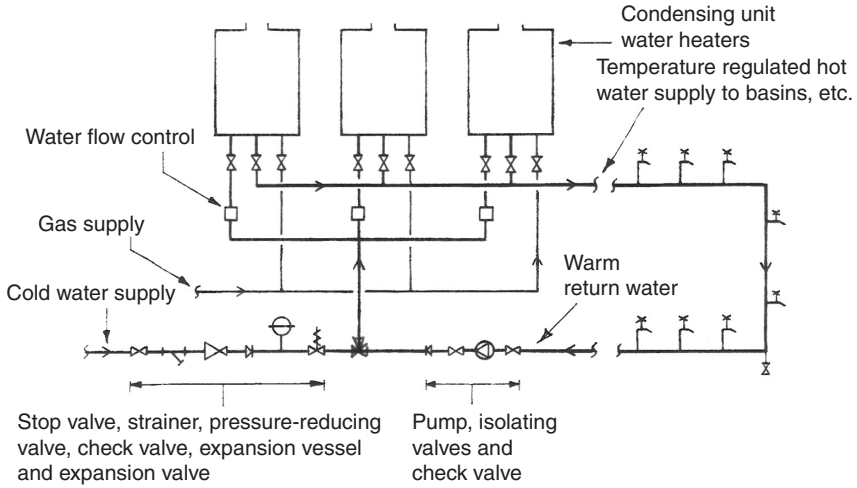 Condensing unit
water heaters
Temperature regulated hot
water supply to basins, etc.
Water flow control
Gas supply
Cold water supply
Warm
return water
Stop valve, strainer, pressure-reducing
valve, check valve, expansion vessel
and expansion valve
Pump, isolating
valves and
check valve